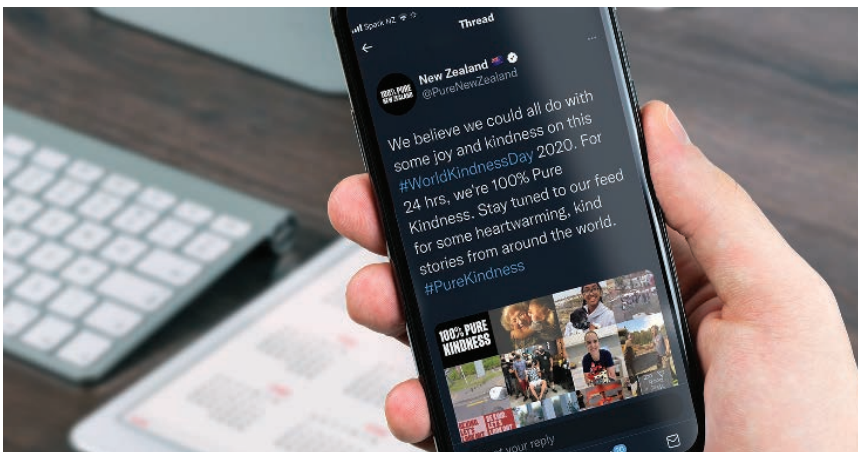 Spark NZ
Thread
100% PURE
NEW ZEALAND
New Zealand
@PureNewZealand
We believe we could all do with
some joy and kindness on this
#WorldKindnessDay 2020. For
24 hrs, we're 100% Pure
Kindness. Stay tuned to our feed
for some heartwarming, kind
stories from around the world.
#PureKindness
100% PURE
KINDNESS
your reply